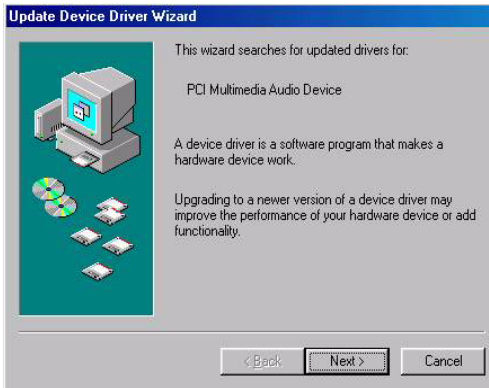 Update Device Driver Wizard
This wizard searches for updated drivers for:
PCI Multimedia Audio Device
A device driver is a software program that makes a
hardware device work.
Upgrading to a newer version of a device driver may
improve the performance of your hardware device or add
functionality.
< Back
Next >
Cancel